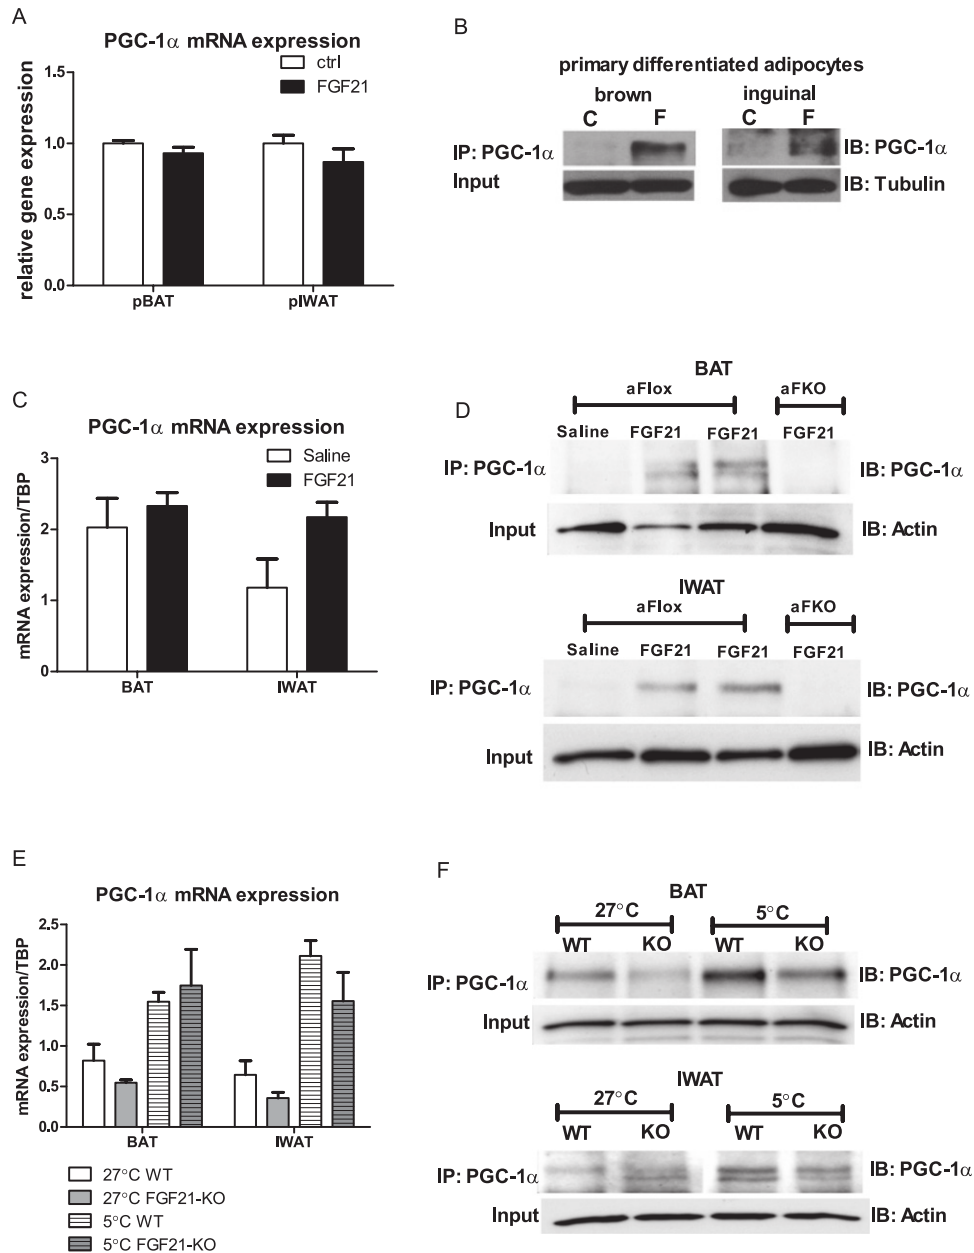 A
PGC-1α mRNA expression
ctrl
FGF21
relative gene expression
1.5
1.0
0.5
0.0
pBAT
pIWAT
B
primary differentiated adipocytes
brown
inguinal
C F C F
IP: PGC-1α
IB: PGC-1α
Input
IB: Tubulin
C
PGC-1α mRNA expression
Saline
FGF21
mRNA expression/TBP
3
2
1
0
BAT
IWAT
D
BAT
aFlox
aFKO
Saline FGF21 FGF21 FGF21
IP: PGC-1α
IB: PGC-1α
Input
IB: Actin
IWAT
aFlox
aFKO
Saline FGF21 FGF21 FGF21
IP: PGC-1α
IB: PGC-1α
Input
IB: Actin
E
PGC-1α mRNA expression
mRNA expression/TBP
2.5
2.0
1.5
1.0
0.5
0.0
BAT
IWAT
27°C WT
27°C FGF21-KO
5°C WT
5°C FGF21-KO
F
BAT
27°C
5°C
WT KO WT KO
IP: PGC-1α
IB: PGC-1α
Input
IB: Actin
IWAT
27°C
5°C
WT KO WT KO
IP: PGC-1α
IB: PGC-1α
Input
IB: Actin